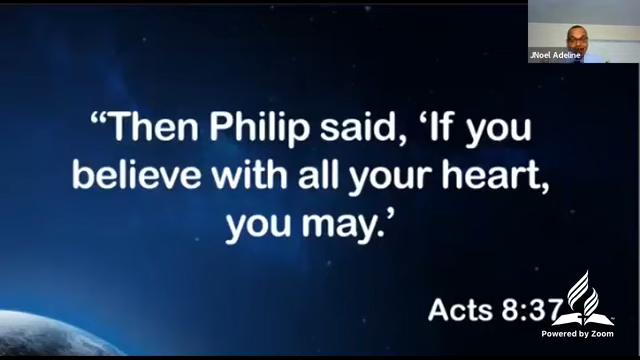 JNoel Adeline
“Then Philip said, ‘If you
believe with all your heart,
you may.’
Acts 8:37
Powered by Zoom